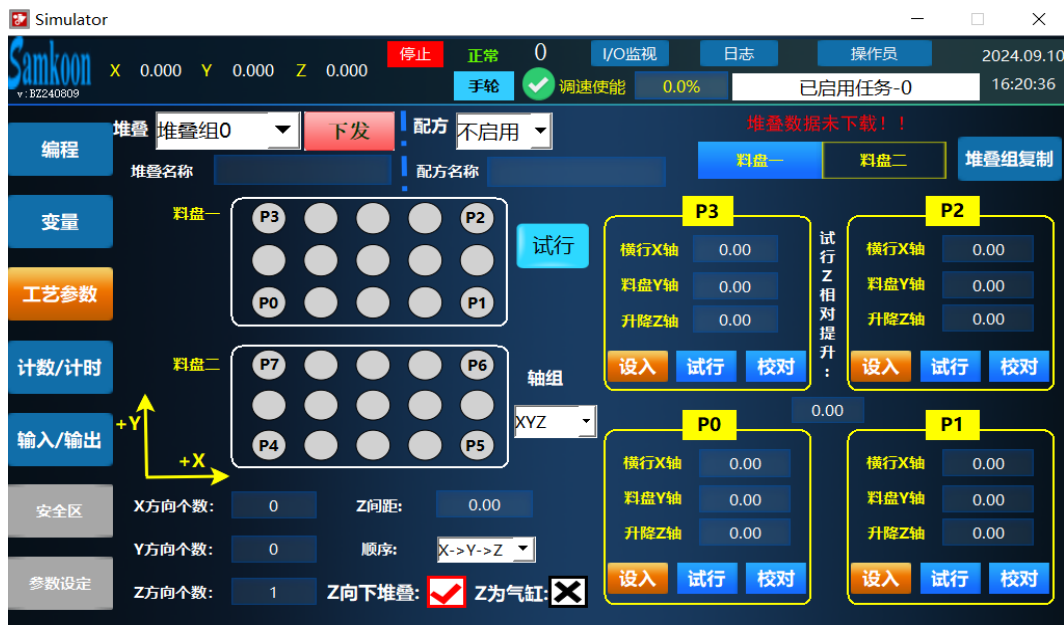 Simulator
Samkoon
v:BZ240809
X 0.000 Y 0.000 Z 0.000
停止 正常 0 I/O监视 日志 操作员 2024.09.10
手轮 调速使能 0.0% 已启用任务-0 16:20:36
编程
变量
工艺参数
计数/计时
输入/输出
安全区
参数设定
堆叠 堆叠组0 下发 配方 不启用 堆叠数据未下载！！
堆叠名称 配方名称 料盘一 料盘二 堆叠组复制
料盘一 P3 P2
试行
P0 P1
料盘二 P7 P6
轴组
XYZ
P4 P5
+Y
+X
X方向个数: 0 Z间距: 0.00
Y方向个数: 0 顺序: X->Y->Z
Z方向个数: 1 Z向下堆叠: Z为气缸:
P3
横行X轴 0.00
料盘Y轴 0.00
升降Z轴 0.00
设入 试行 校对
试行Z相对提升:
0.00
P2
横行X轴 0.00
料盘Y轴 0.00
升降Z轴 0.00
设入 试行 校对
P0
横行X轴 0.00
料盘Y轴 0.00
升降Z轴 0.00
设入 试行 校对
P1
横行X轴 0.00
料盘Y轴 0.00
升降Z轴 0.00
设入 试行 校对